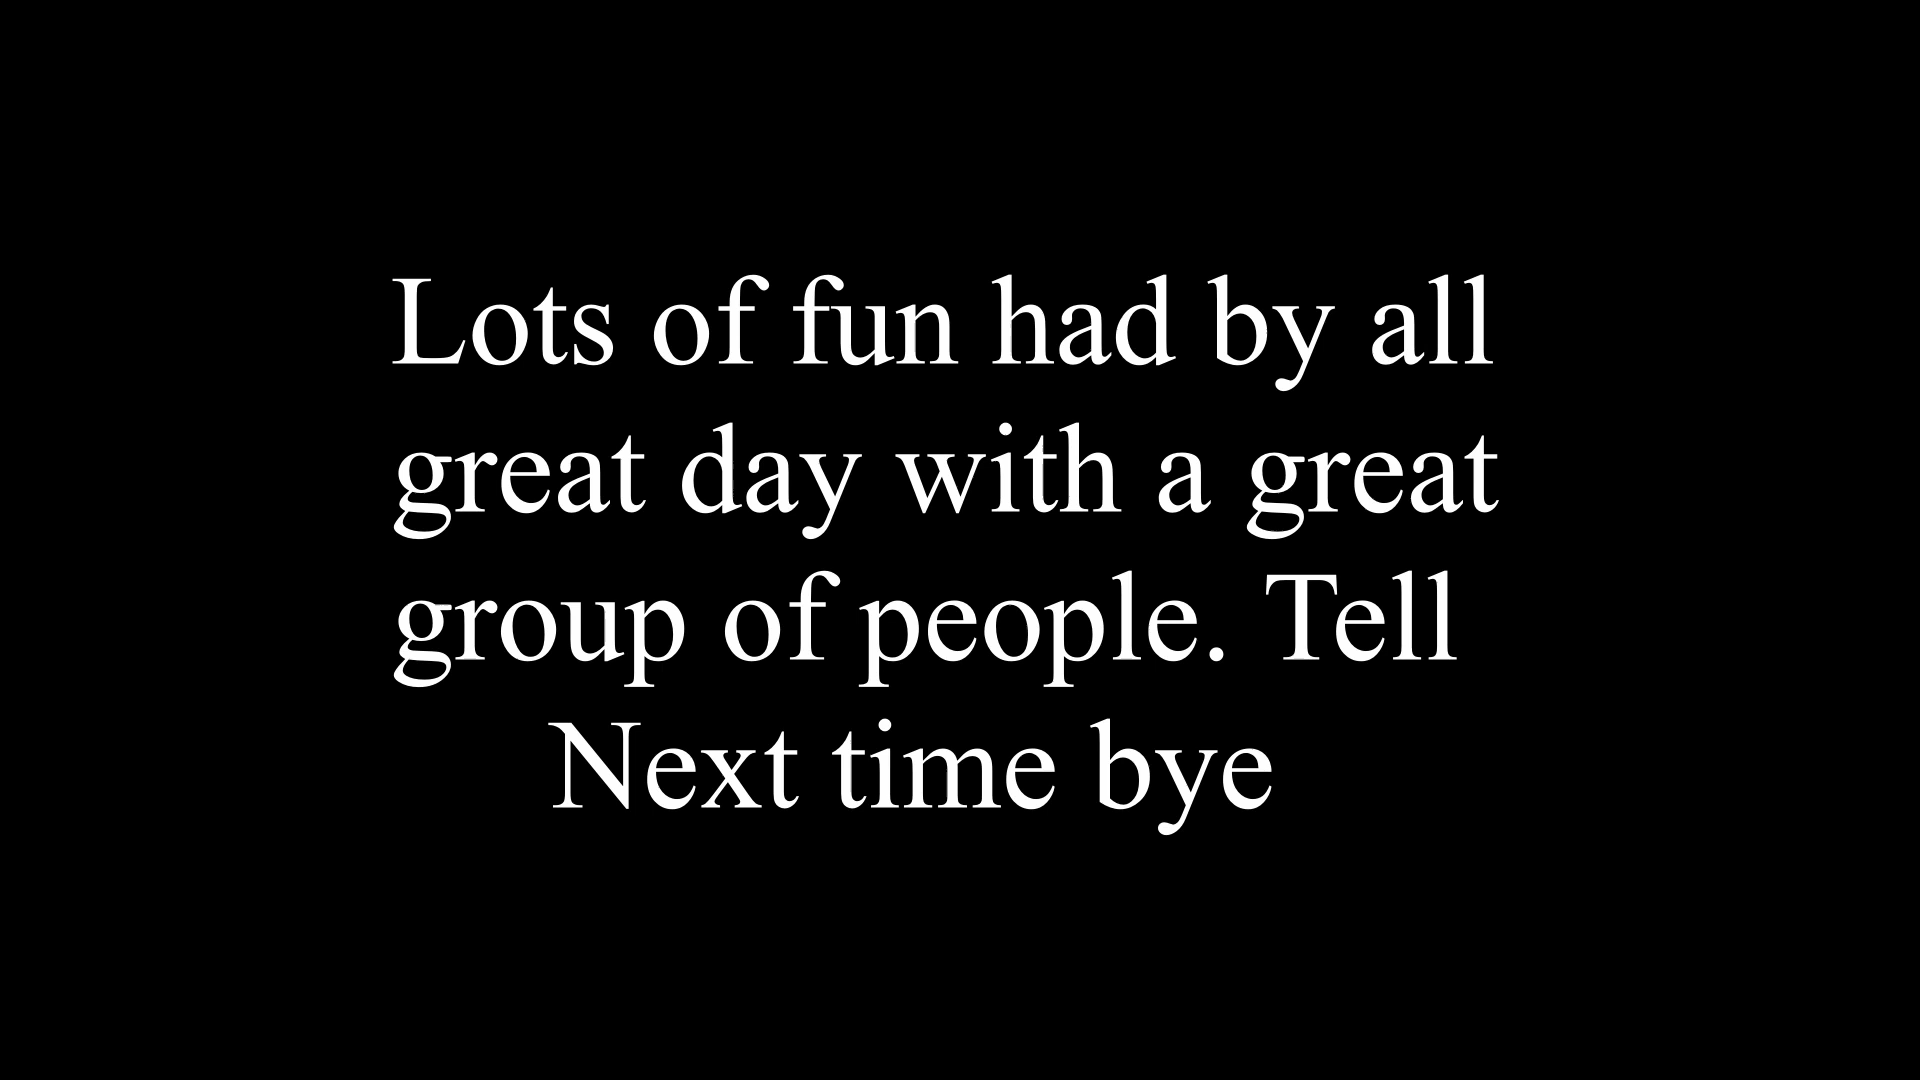 Lots of fun had by all
great day with a great
group of people. Tell
Next time bye